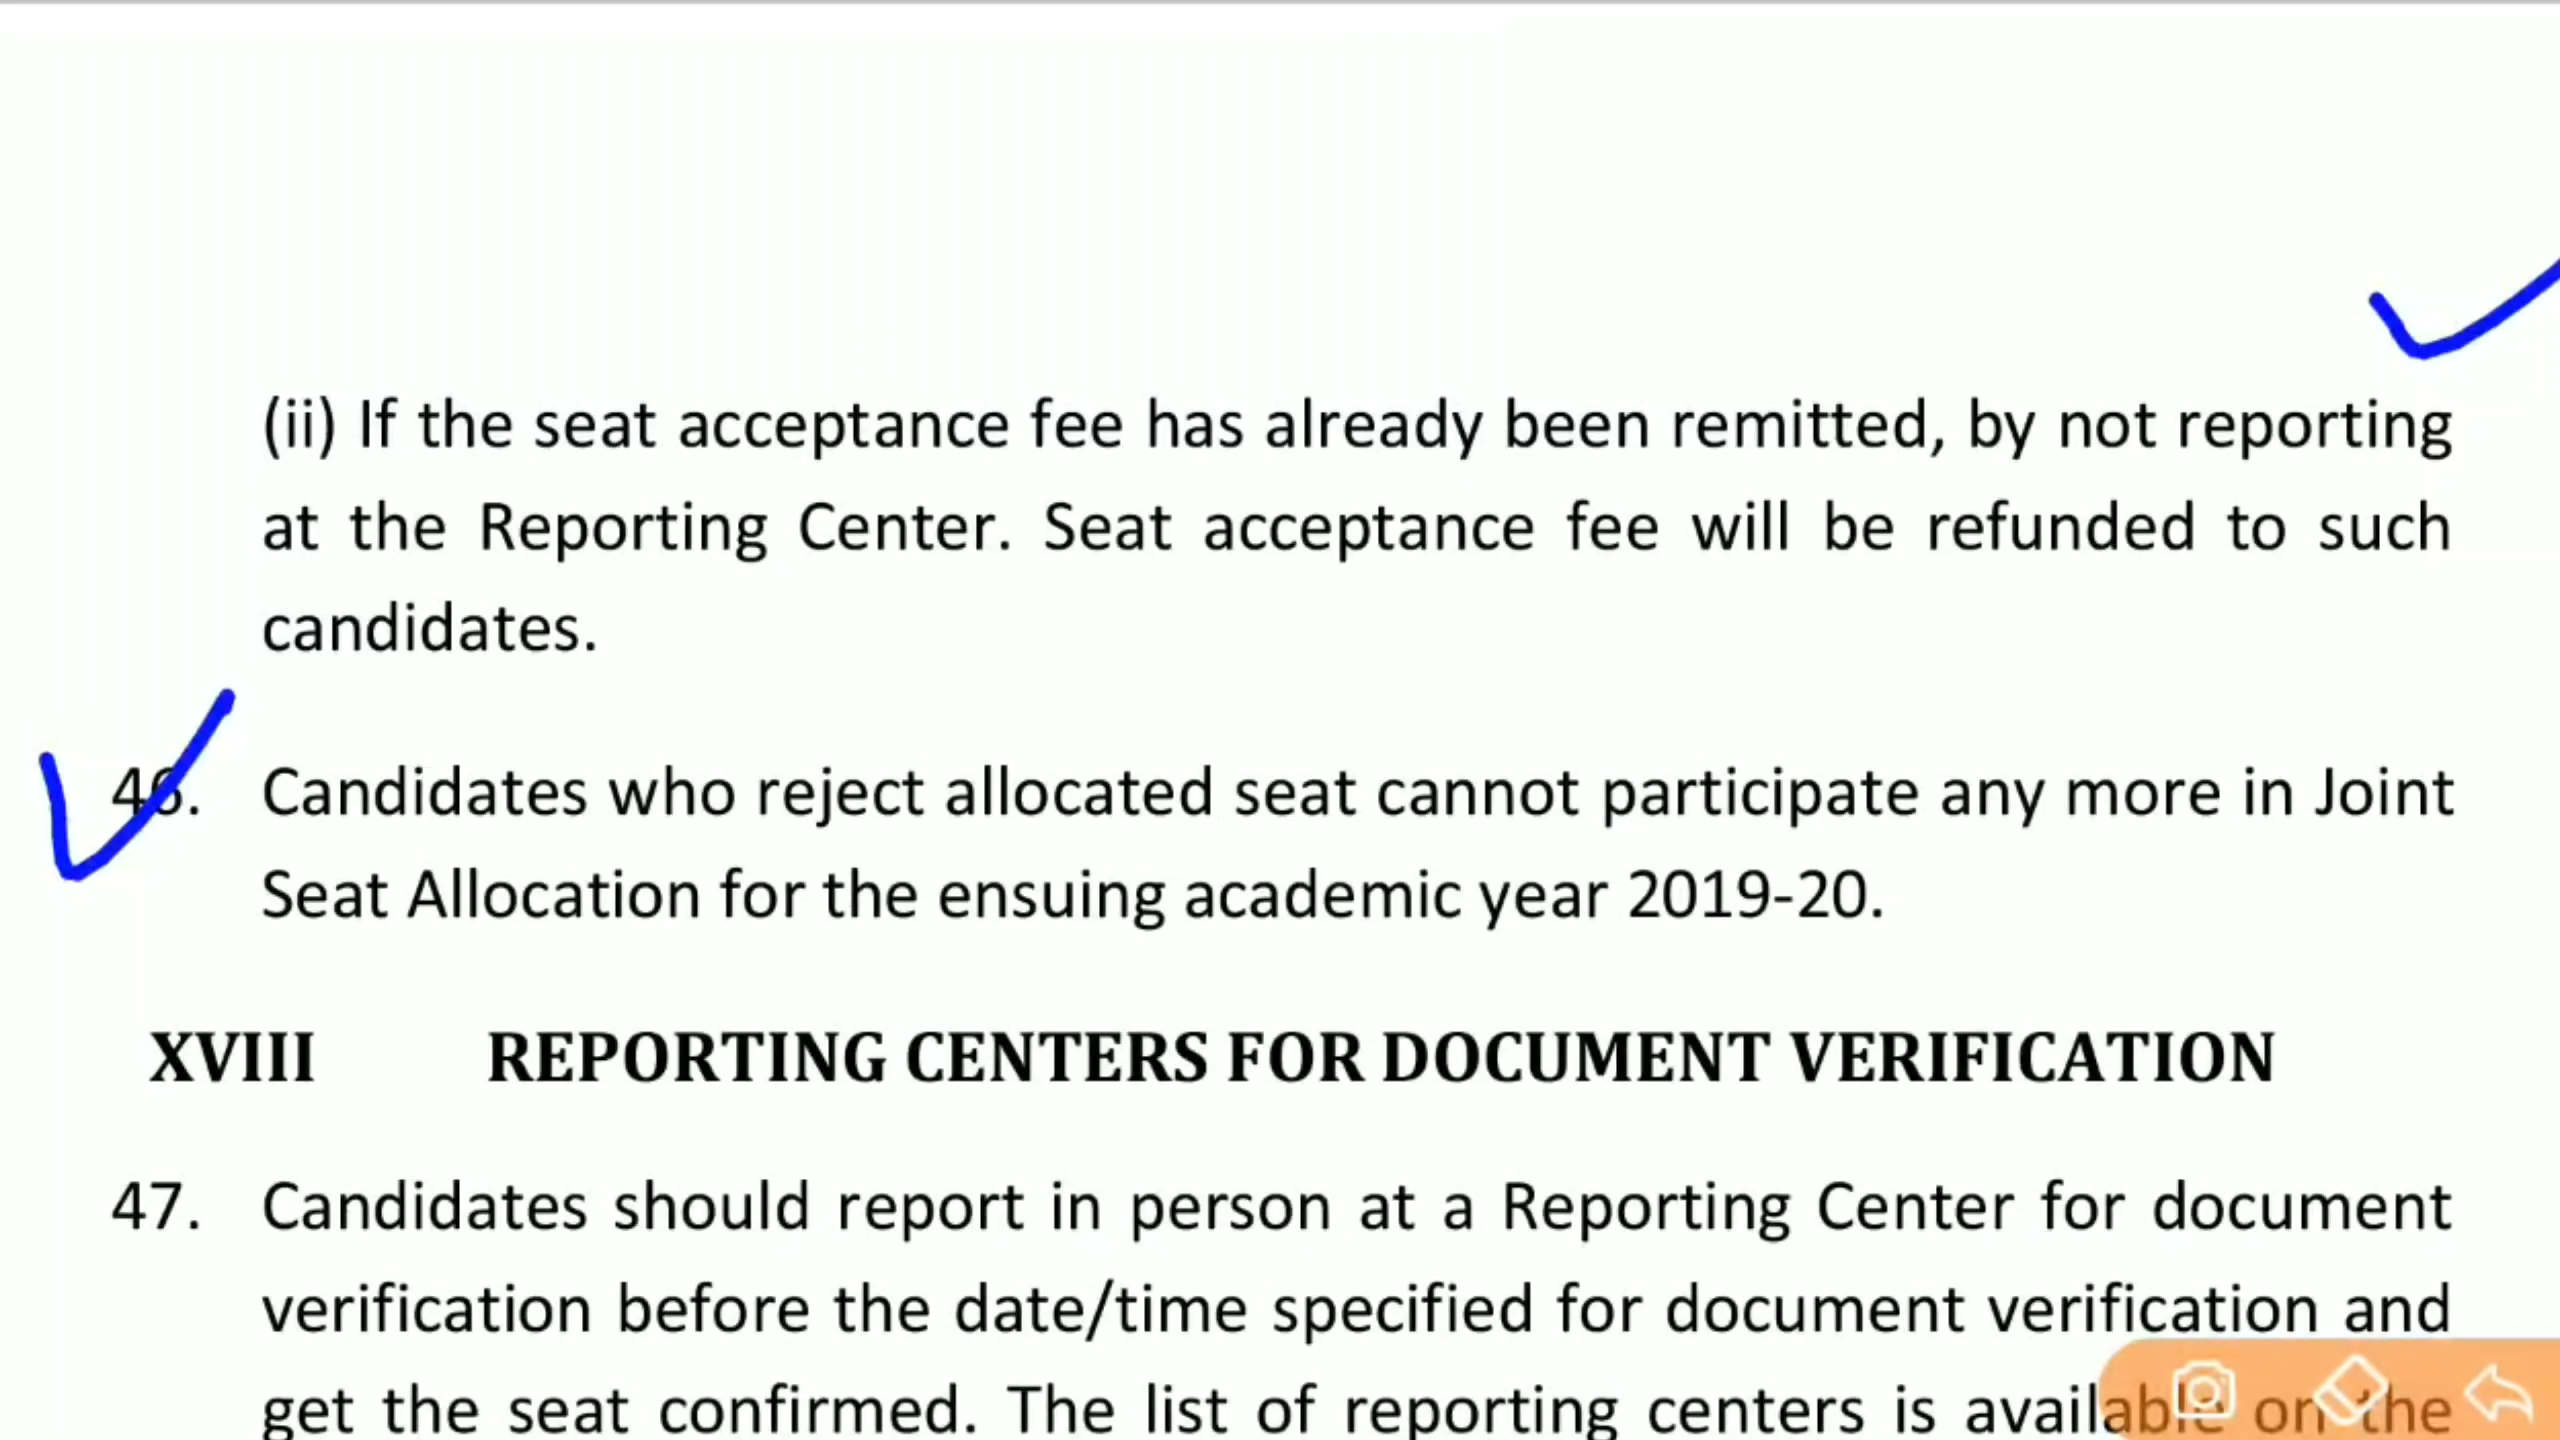 (ii) If the seat acceptance fee has already been remitted, by not reporting
at the Reporting Center. Seat acceptance fee will be refunded to such
candidates.
46. Candidates who reject allocated seat cannot participate any more in Joint
Seat Allocation for the ensuing academic year 2019-20.
XVIII REPORTING CENTERS FOR DOCUMENT VERIFICATION
47. Candidates should report in person at a Reporting Center for document
verification before the date/time specified for document verification and
get the seat confirmed. The list of reporting centers is available on the